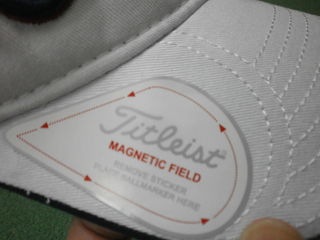 Titleist
MAGNETIC FIELD
REMOVE STICKER
PLACE BALLMARKER HERE